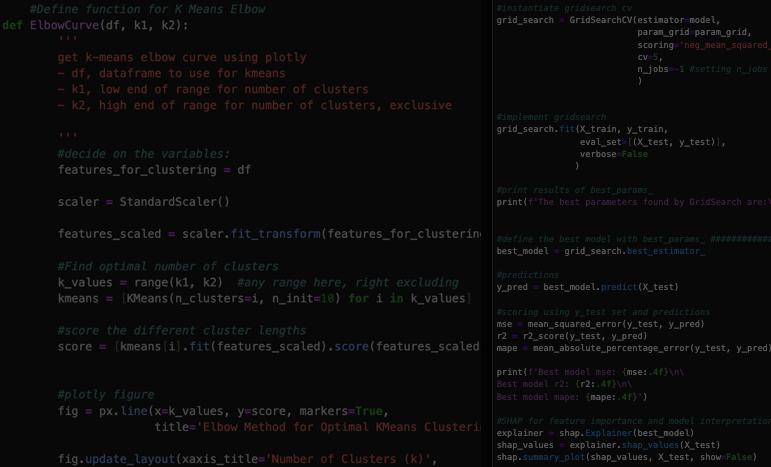 #Define function for K Means Elbow
def ElbowCurve(df, k1, k2):
'''
get k-means elbow curve using plotly
- df, dataframe to use for kmeans
- k1, low end of range for number of clusters
- k2, high end of range for number of clusters, exclusive
'''
#decide on the variables:
features_for_clustering = df
scaler = StandardScaler()
features_scaled = scaler.fit_transform(features_for_clustering
#Find optimal number of clusters
k_values = range(k1, k2)  #any range here, right excluding
kmeans = [KMeans(n_clusters=i, n_init=10) for i in k_values]
#score the different cluster lengths
score = [kmeans[i].fit(features_scaled).score(features_scaled
#plotly figure
fig = px.line(x=k_values, y=score, markers=True,
title='Elbow Method for Optimal KMeans Clusterin
fig.update_layout(xaxis_title='Number of Clusters (k)',
#instantiate gridsearch cv
grid_search = GridSearchCV(estimator=model,
param_grid=param_grid,
scoring='neg_mean_squared_
cv=5,
n_jobs=-1 #setting n_jobs
)
#implement gridsearch
grid_search.fit(X_train, y_train,
eval_set=[(X_test, y_test)],
verbose=False
)
#print results of best_params_
print(f'The best parameters found by GridSearch are:\
#define the best model with best_params_ ############
best_model = grid_search.best_estimator_
#predictions
y_pred = best_model.predict(X_test)
#scoring using y_test set and predictions
mse = mean_squared_error(y_test, y_pred)
r2 = r2_score(y_test, y_pred)
mape = mean_absolute_percentage_error(y_test, y_pred)
print(f'Best model mse: {mse:.4f}\n\
Best model r2: {r2:.4f}\n\
Best model mape: {mape:.4f}')
#SHAP for feature importance and model interpretation
explainer = shap.Explainer(best_model)
shap_values = explainer.shap_values(X_test)
shap.summary_plot(shap_values, X_test, show=False)